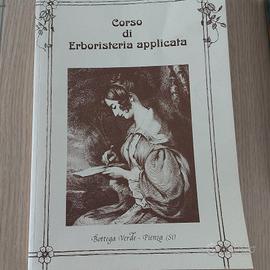 Corso
di
Erboristeria applicata
Bottega Verde - Pienza (SI)